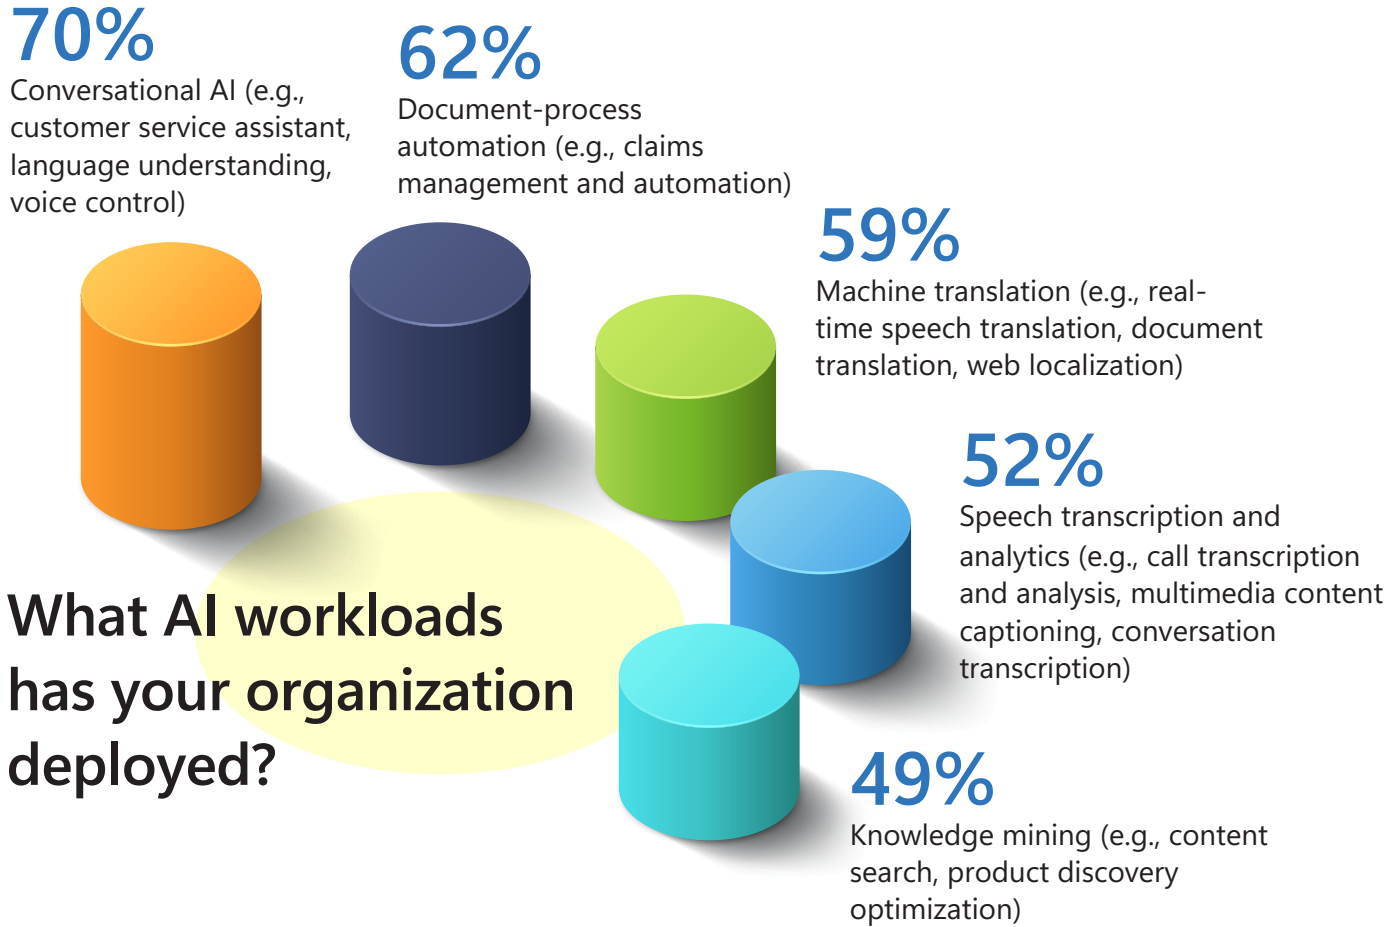 70%
Conversational AI (e.g.,
customer service assistant,
language understanding,
voice control)
62%
Document-process
automation (e.g., claims
management and automation)
59%
Machine translation (e.g., real-
time speech translation, document
translation, web localization)
52%
Speech transcription and
analytics (e.g., call transcription
and analysis, multimedia content
captioning, conversation
transcription)
49%
Knowledge mining (e.g., content
search, product discovery
optimization)
What AI workloads
has your organization
deployed?